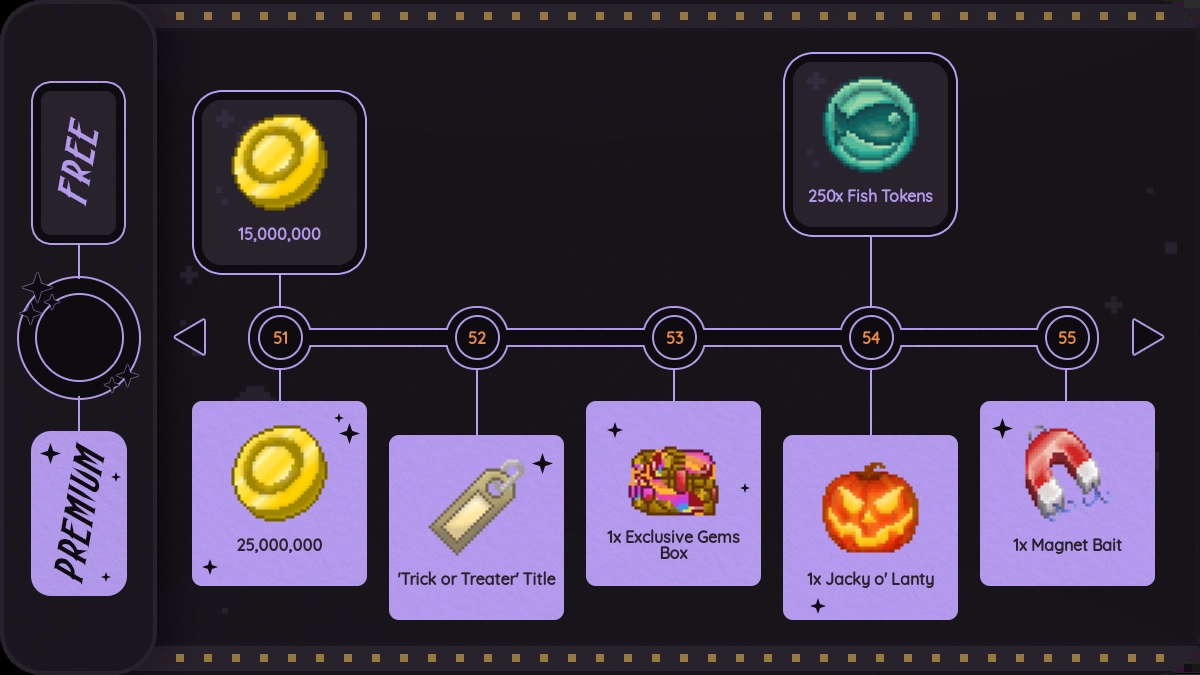 FREE
15,000,000
250x Fish Tokens
51
52
53
54
55
PREMIUM
25,000,000
'Trick or Treater' Title
1x Exclusive Gems
Box
1x Jacky o' Lanty
1x Magnet Bait